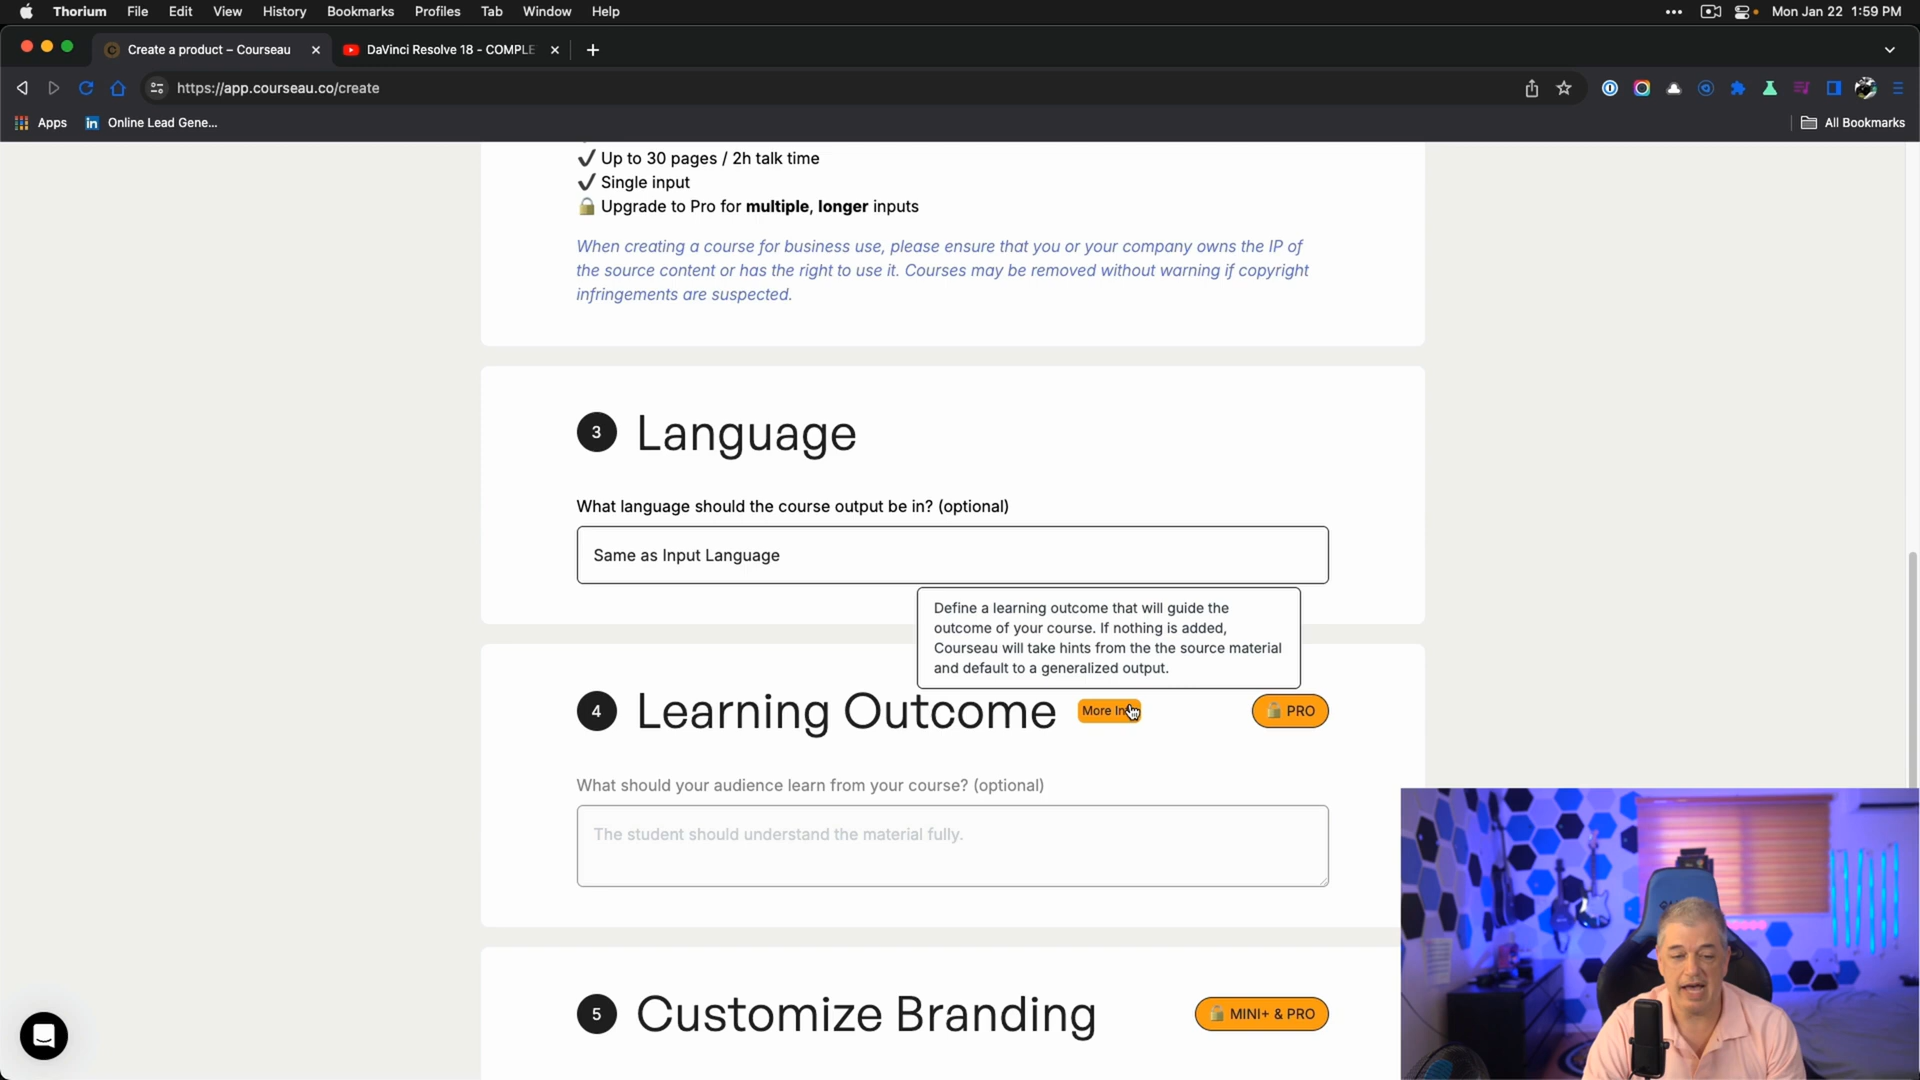 Thorium File Edit View History Bookmarks Profiles Tab Window Help Mon Jan 22 1:59 PM
Create a product – Courseau DaVinci Resolve 18 - COMPLE
https://app.courseau.co/create
Apps in Online Lead Gene... All Bookmarks
Up to 30 pages / 2h talk time
Single input
Upgrade to Pro for multiple, longer inputs
When creating a course for business use, please ensure that you or your company owns the IP of
the source content or has the right to use it. Courses may be removed without warning if copyright
infringements are suspected.
3 Language
What language should the course output be in? (optional)
Same as Input Language
Define a learning outcome that will guide the
outcome of your course. If nothing is added,
Courseau will take hints from the the source material
and default to a generalized output.
4 Learning Outcome More In PRO
What should your audience learn from your course? (optional)
The student should understand the material fully.
5 Customize Branding MINI+ & PRO